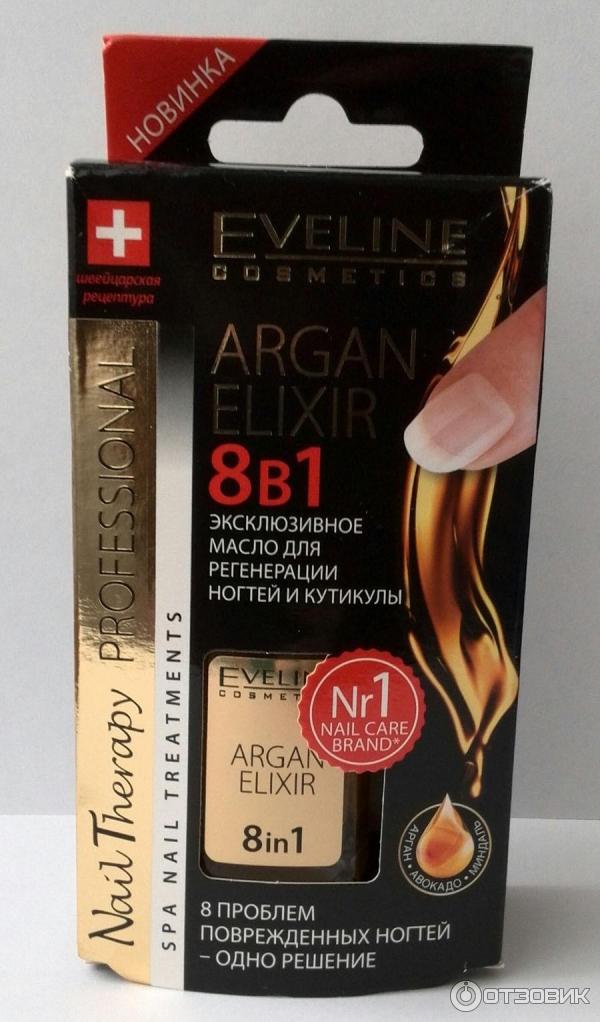 НОВИНКА
швейцарская
рецептура
EVELINE
COSMETICS
ARGAN
ELIXIR
8В1
ЭКСКЛЮЗИВНОЕ
МАСЛО ДЛЯ
РЕГЕНЕРАЦИИ
НОГТЕЙ И КУТИКУЛЫ
Nail Therapy PROFESSIONAL
SPA NAIL TREATMENTS
EVELINE
COSMETI
ARGAN
ELIXIR
8in1
Nr1
NAIL CARE
BRAND*
АРГАН • АВОКАДО • МИНДАЛЬ
8 ПРОБЛЕМ
ПОВРЕЖДЕННЫХ НОГТЕЙ
– ОДНО РЕШЕНИЕ
ОТЗОВИК